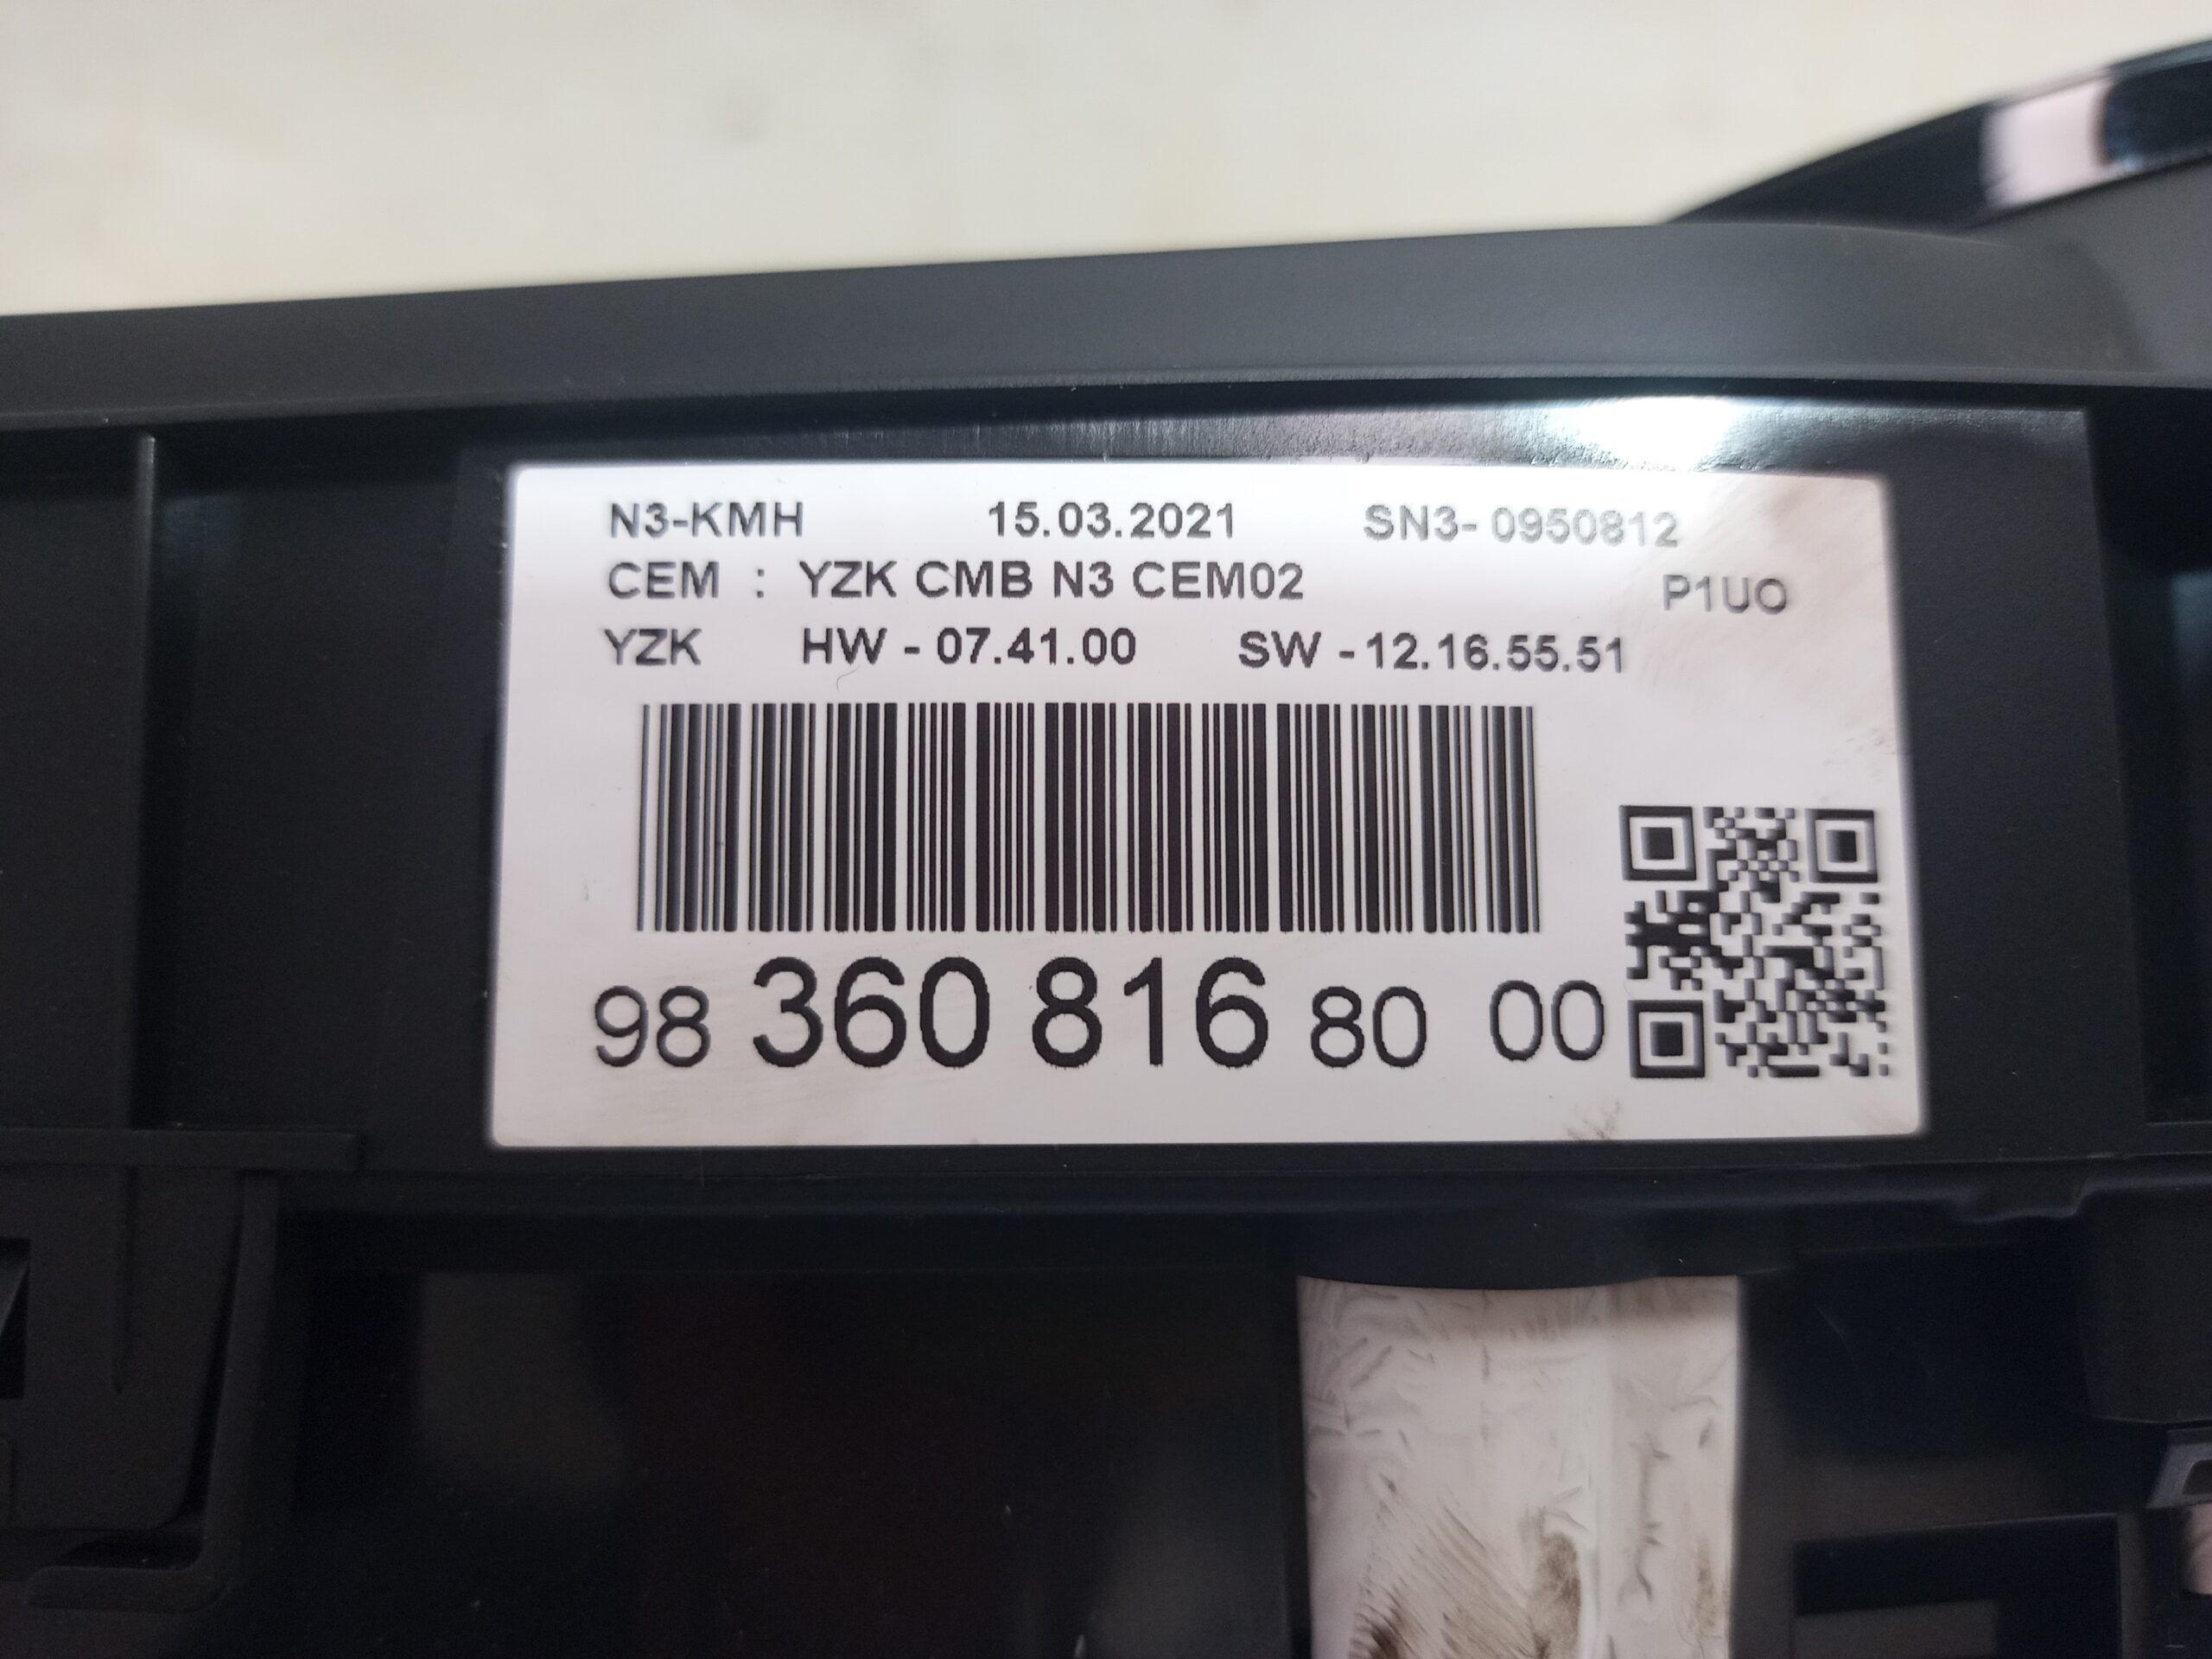 N3-KMH 15.03.2021 SN3- 0950812
CEM : YZK CMB N3 CEM02 P1UO
YZK HW - 07.41.00 SW - 12.16.55.51
98 360 816 80 00